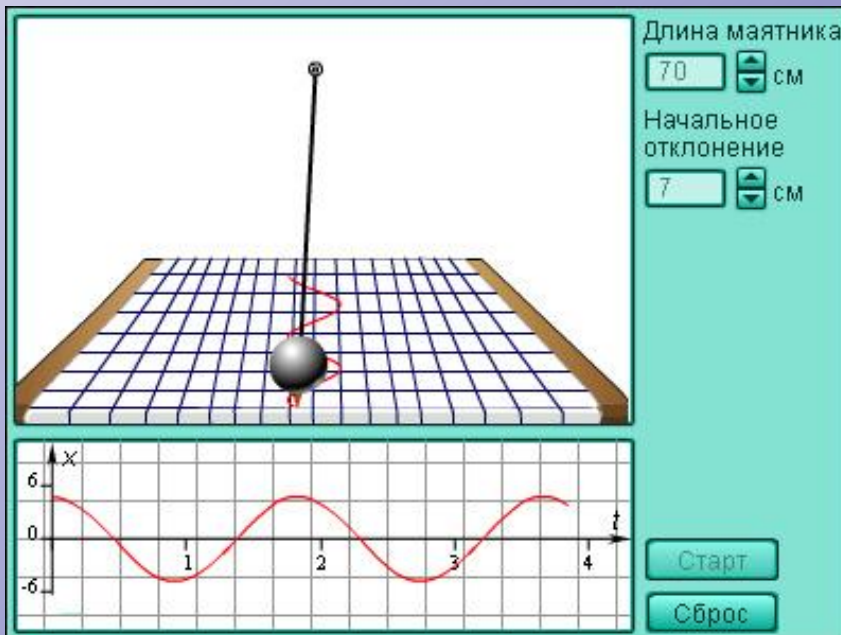 Длина маятника
70 см
Начальное
отклонение
7 см
x
6
0
-6
1 2 3 4
t
Старт
Сброс